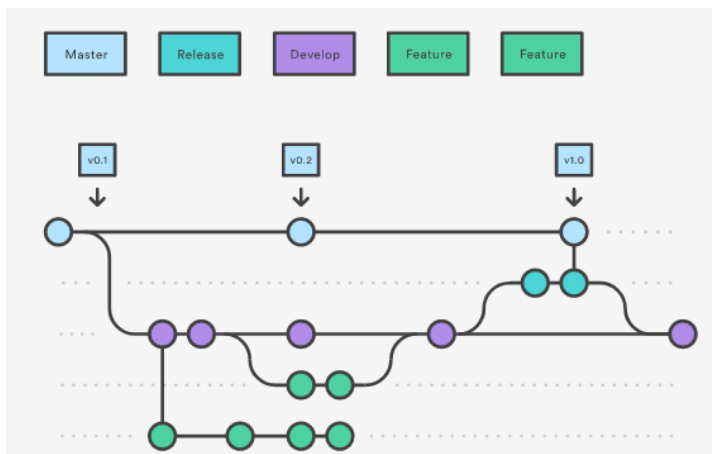 Master
Release
Develop
Feature
Feature
v0.1
v0.2
v1.0